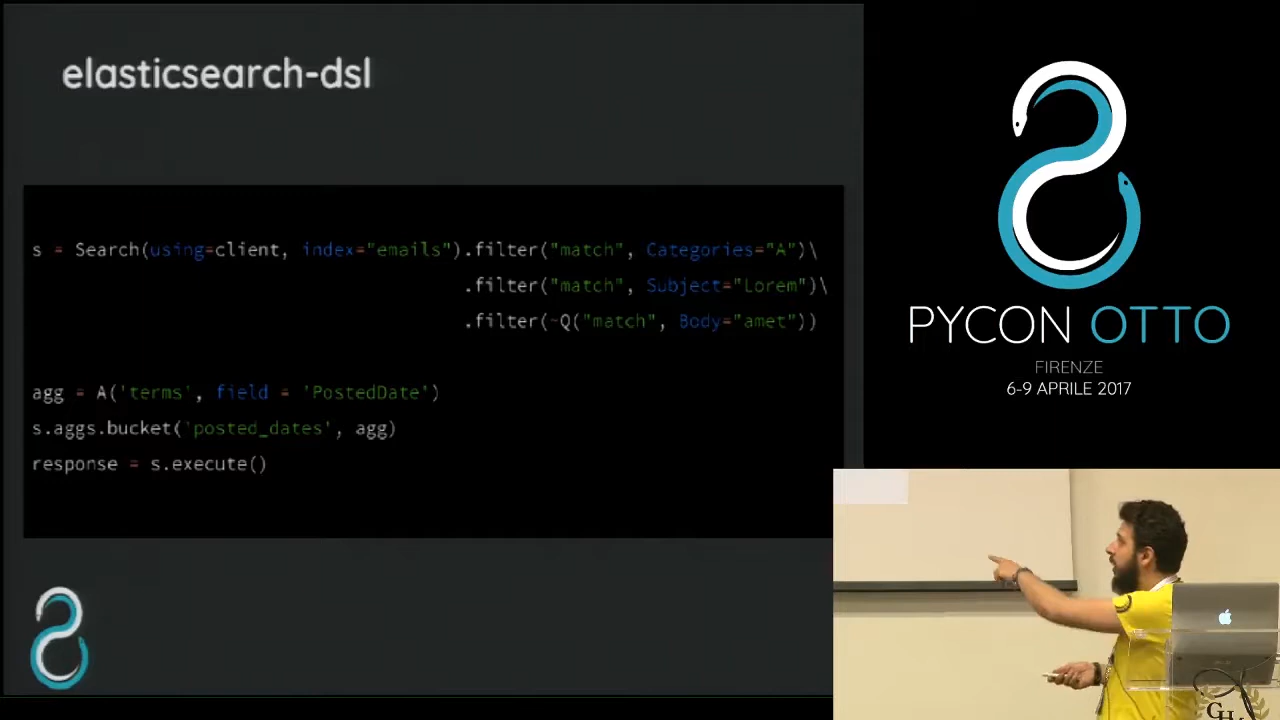 elasticsearch-dsl
s = Search(using=client, index="emails").filter("match", Categories="A")\
.filter("match", Subject="Lorem")\
.filter(~Q("match", Body="amet"))
agg = A('terms', field = 'PostedDate')
s.aggs.bucket('posted_dates', agg)
response = s.execute()
PYCON OTTO
FIRENZE
6-9 APRILE 2017